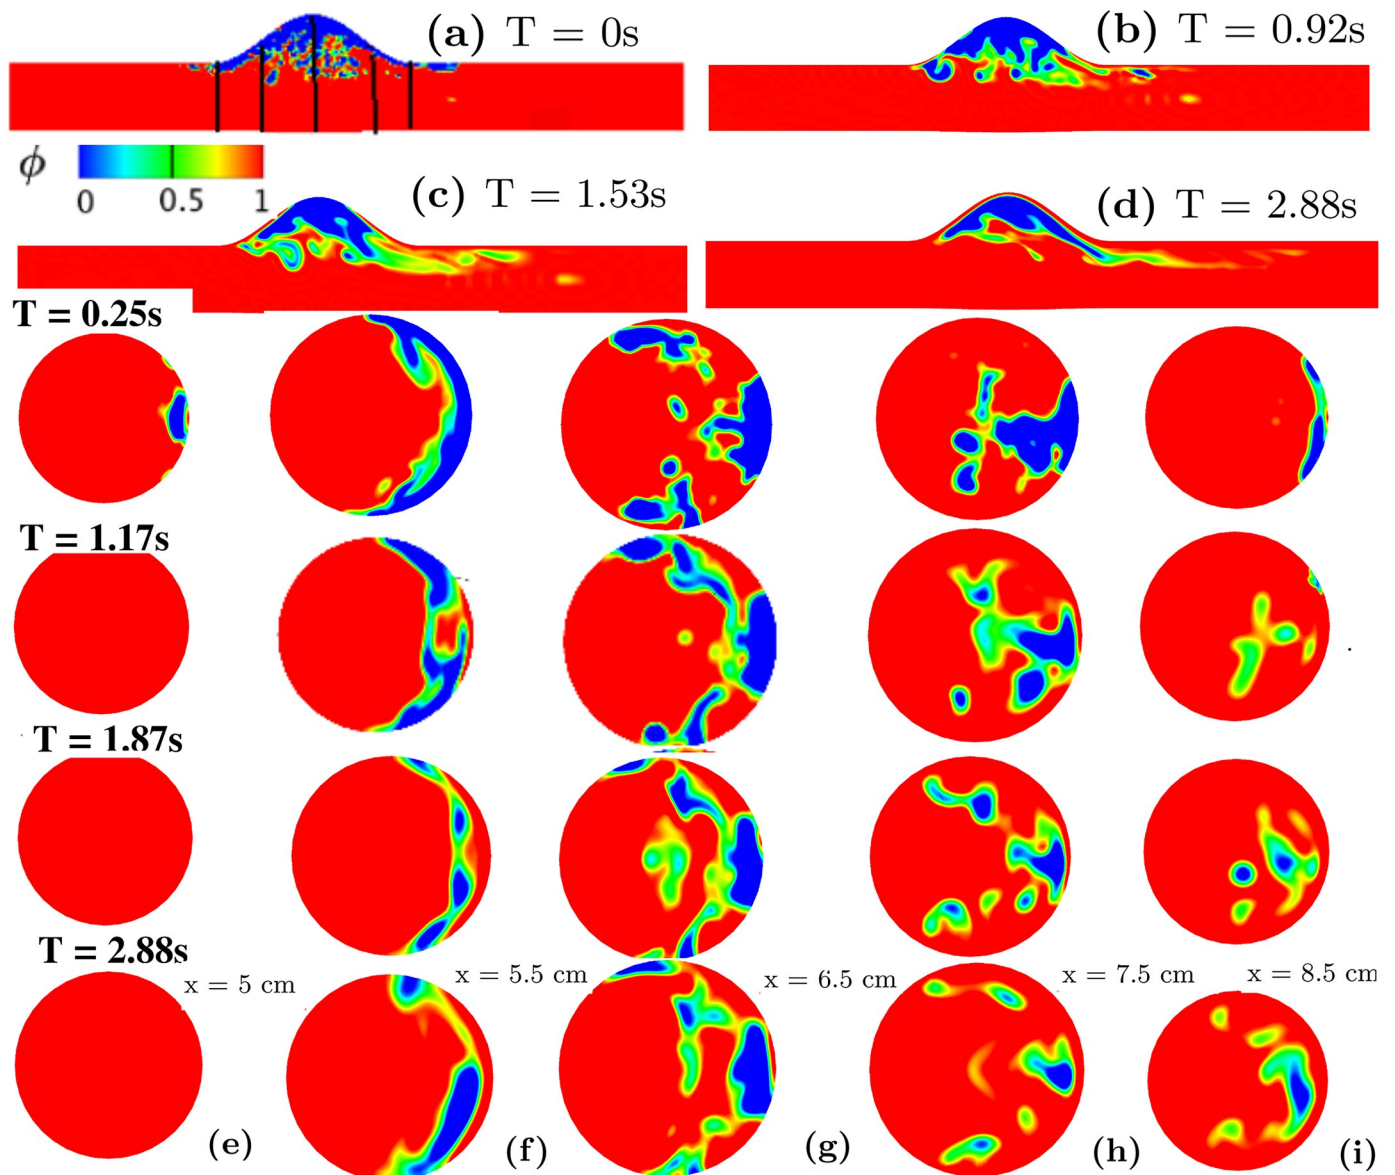 (a) T = 0s
(b) T = 0.92s
ϕ
0 0.5 1
(c) T = 1.53s
(d) T = 2.88s
T = 0.25s
T = 1.17s
T = 1.87s
T = 2.88s
x = 5 cm
x = 5.5 cm
x = 6.5 cm
x = 7.5 cm
x = 8.5 cm
(e)
(f)
(g)
(h)
(i)